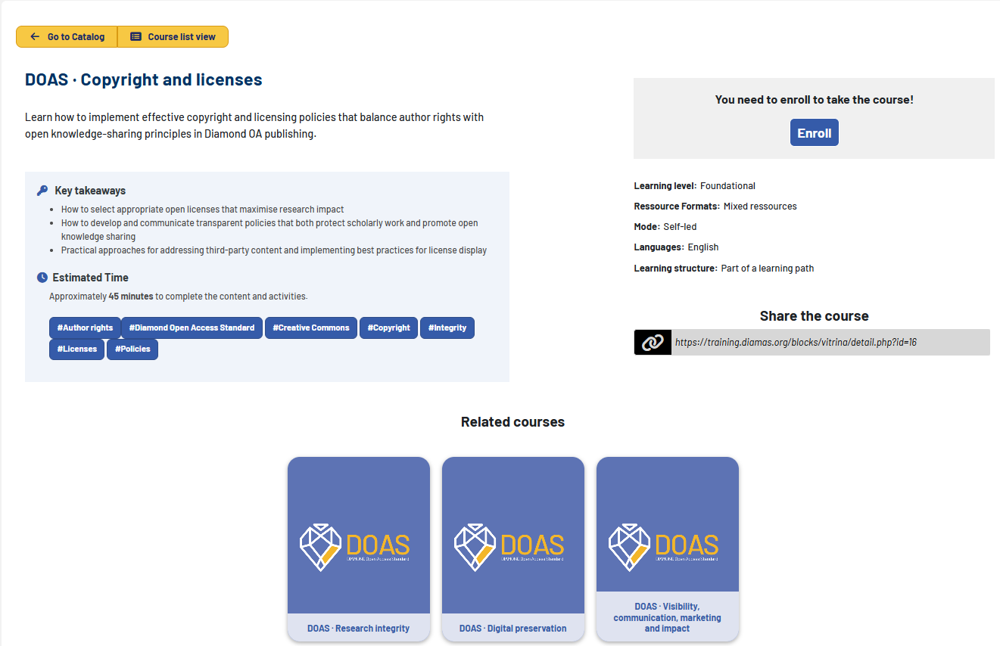 Go to Catalog
Course list view
DOAS · Copyright and licenses
Learn how to implement effective copyright and licensing policies that balance author rights with
open knowledge-sharing principles in Diamond OA publishing.
Key takeaways
How to select appropriate open licenses that maximise research impact
How to develop and communicate transparent policies that both protect scholarly work and promote open
knowledge sharing
Practical approaches for addressing third-party content and implementing best practices for license display
Estimated Time
Approximately 45 minutes to complete the content and activities.
#Author rights #Diamond Open Access Standard #Creative Commons #Copyright #Integrity
#Licenses #Policies
You need to enroll to take the course!
Enroll
Learning level: Foundational
Ressource Formats: Mixed ressources
Mode: Self-led
Languages: English
Learning structure: Part of a learning path
Share the course
https://training.diamas.org/blocks/vitrina/detail.php?id=16
Related courses
DOAS
DIAMOND Open Access Standard
DOAS · Research integrity
DOAS
DIAMOND Open Access Standard
DOAS · Digital preservation
DOAS
DIAMOND Open Access Standard
DOAS · Visibility,
communication, marketing
and impact